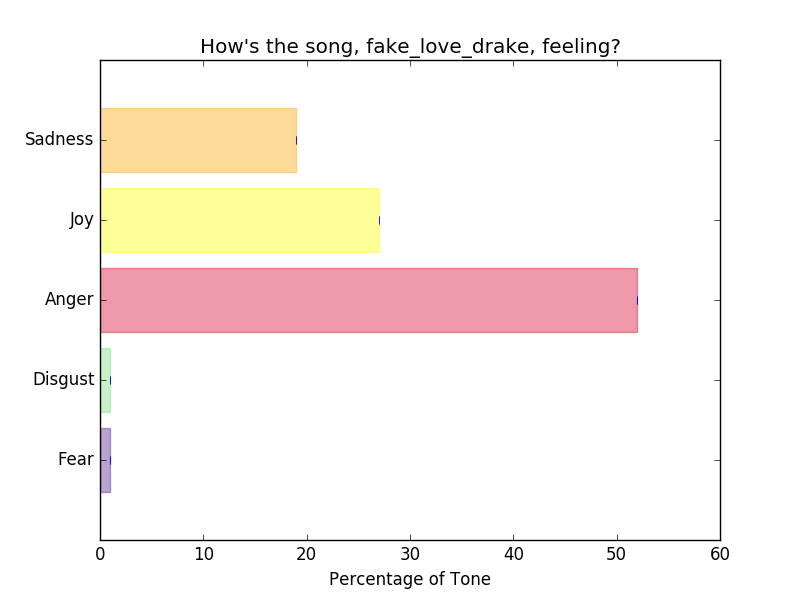 How's the song, fake_love_drake, feeling?
Sadness
Joy
Anger
Disgust
Fear
0 10 20 30 40 50 60
Percentage of Tone